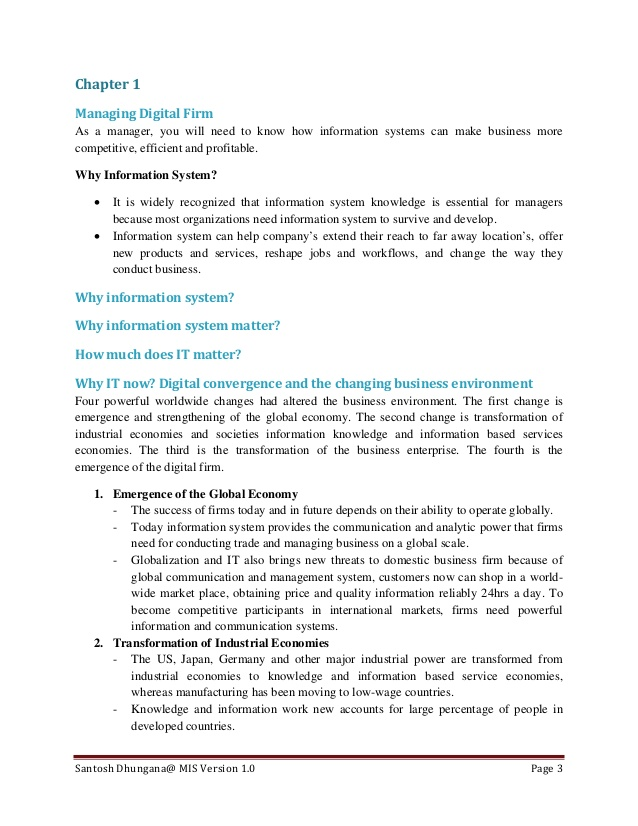 Chapter 1
Managing Digital Firm
As a manager, you will need to know how information systems can make business more
competitive, efficient and profitable.
Why Information System?
• It is widely recognized that information system knowledge is essential for managers
because most organizations need information system to survive and develop.
• Information system can help company's extend their reach to far away location's, offer
new products and services, reshape jobs and workflows, and change the way they
conduct business.
Why information system?
Why information system matter?
How much does IT matter?
Why IT now? Digital convergence and the changing business environment
Four powerful worldwide changes had altered the business environment. The first change is
emergence and strengthening of the global economy. The second change is transformation of
industrial economies and societies information knowledge and information based services
economies. The third is the transformation of the business enterprise. The fourth is the
emergence of the digital firm.
1. Emergence of the Global Economy
- The success of firms today and in future depends on their ability to operate globally.
- Today information system provides the communication and analytic power that firms
need for conducting trade and managing business on a global scale.
- Globalization and IT also brings new threats to domestic business firm because of
global communication and management system, customers now can shop in a world-
wide market place, obtaining price and quality information reliably 24hrs a day. To
become competitive participants in international markets, firms need powerful
information and communication systems.
2. Transformation of Industrial Economies
- The US, Japan, Germany and other major industrial power are transformed from
industrial economies to knowledge and information based service economies,
whereas manufacturing has been moving to low-wage countries.
- Knowledge and information work new accounts for large percentage of people in
developed countries.
Santosh Dhungana@ MIS Version 1.0 Page 3